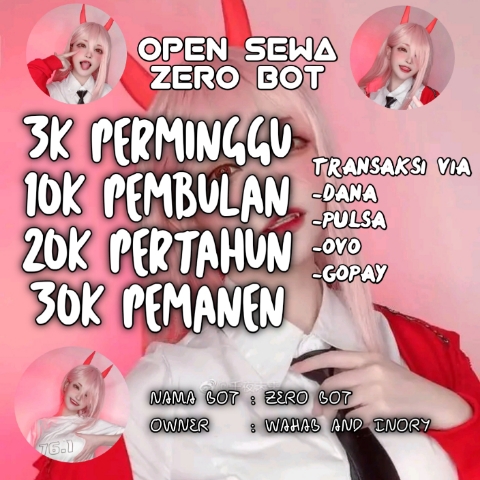 OPEN SEWA
ZERO BOT
3K PERMINGGU
10K PEMBULAN
20K PERTAHUN
30K PEMANEN
TRANSAKSI VIA
-DANA
-PULSA
-OVO
-GOPAY
NAMA BOT : ZERO BOT
OWNER : WAHAB AND INORY